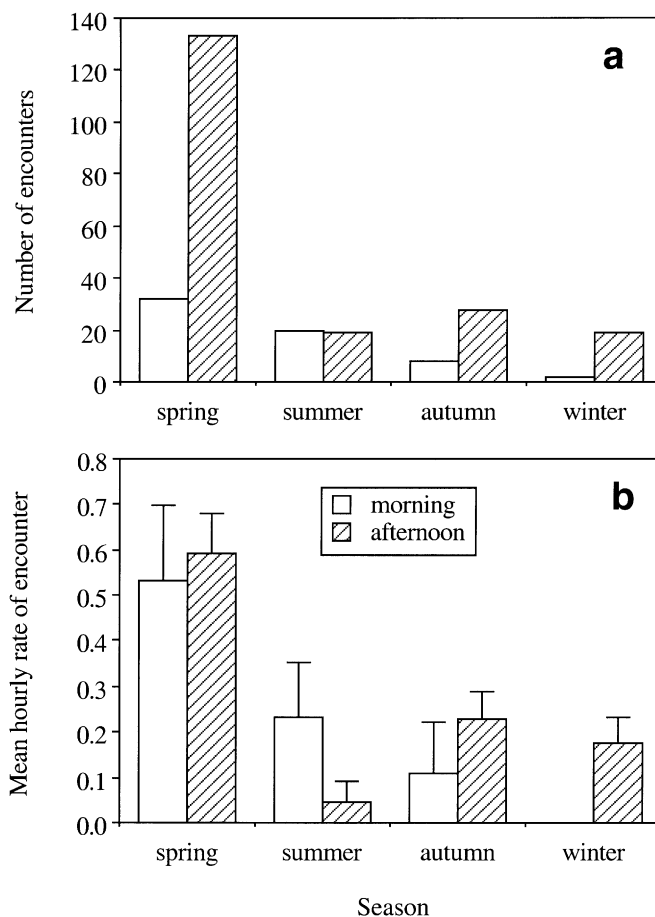 a
Number of encounters
140
120
100
80
60
40
20
0
spring summer autumn winter
b
Mean hourly rate of encounter
0.8
0.7
0.6
0.5
0.4
0.3
0.2
0.1
0.0
morning
afternoon
spring summer autumn winter
Season